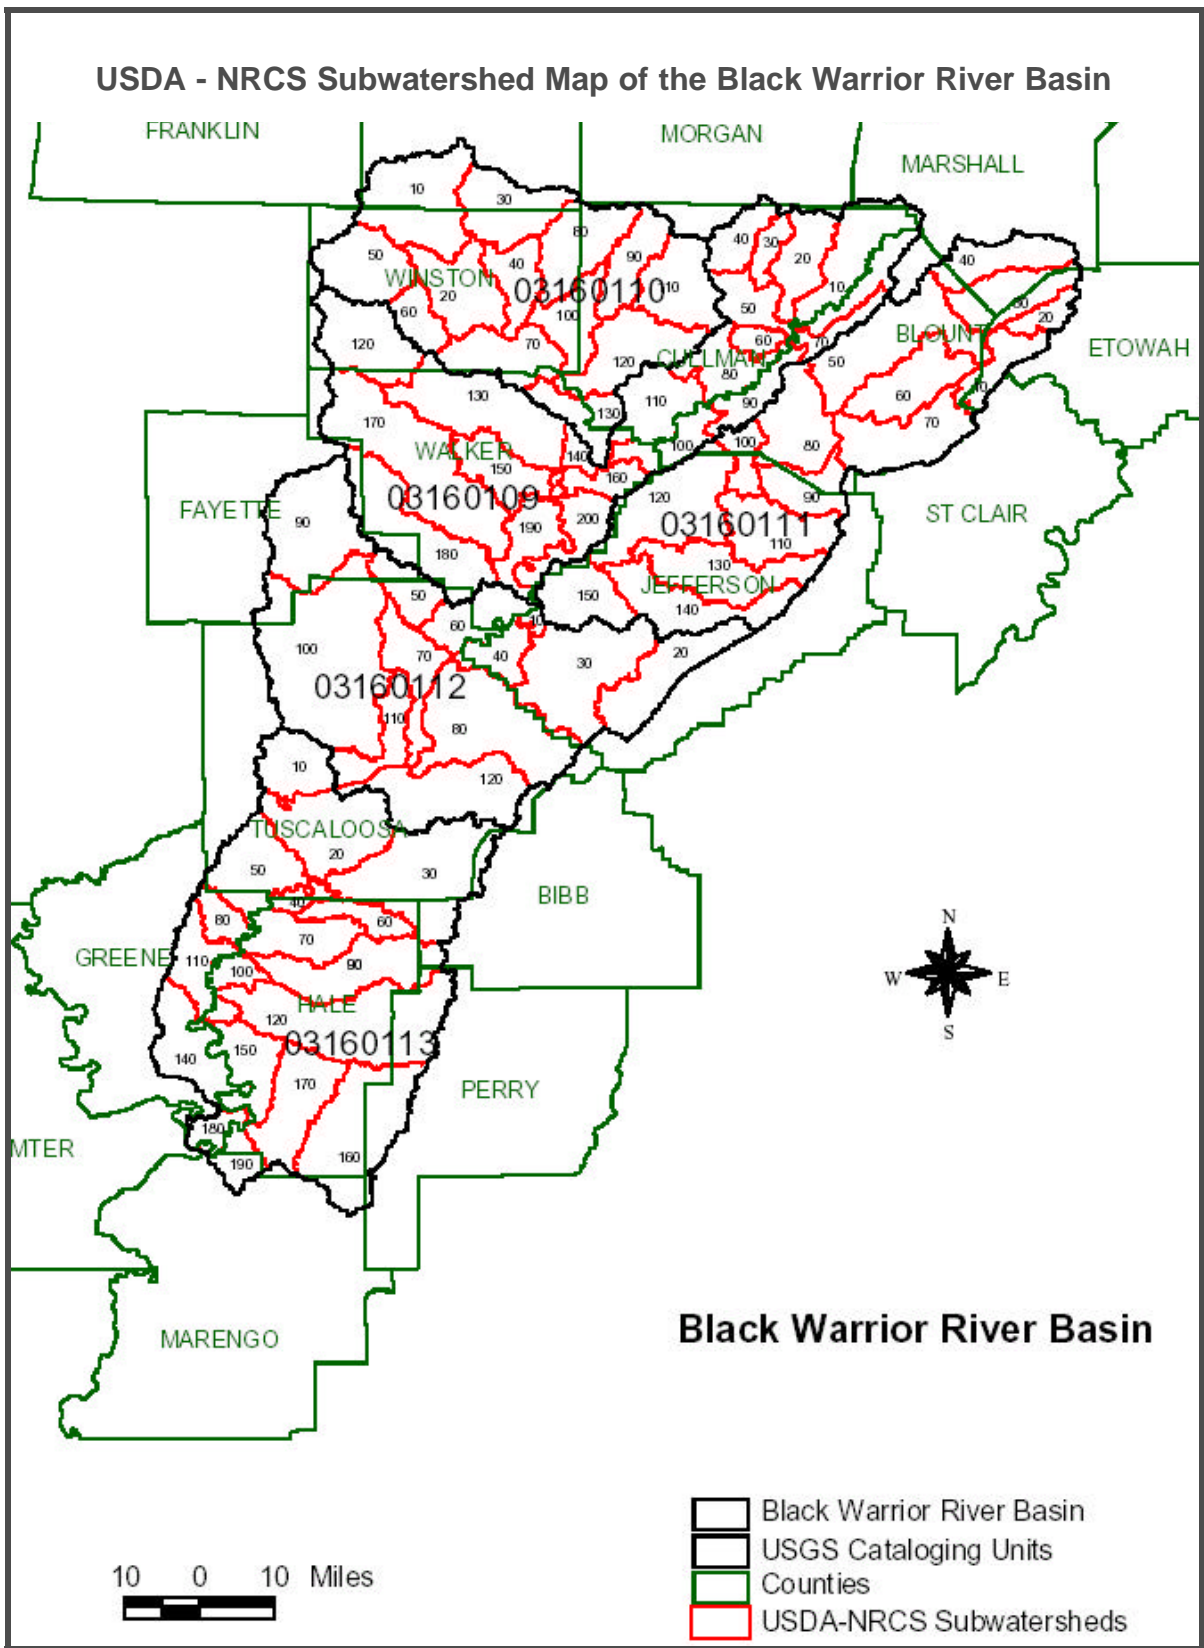 USDA - NRCS Subwatershed Map of the Black Warrior River Basin
FRANKLIN
MORGAN
MARSHALL
10
30
80
40
30
20
90
40
50
WINSTON
40
20
03160110
110
10
30
20
60
100
50
70
BLOUNT
ETOWAH
120
70
120
CULLMAN
60
80
50
10
130
110
90
60
70
170
130
100
100
80
WALKER
140
150
160
03160109
120
90
FAYETTE
90
190
200
03160111
ST CLAIR
180
110
130
50
150
JEFFERSON
140
60
10
100
70
40
30
20
03160112
110
80
10
120
TUSCALOOSA
20
50
30
BIBB
40
80
60
70
GREENE
110
100
90
HALE
120
03160113
150
140
170
PERRY
180
MTER
190
160
N
W
E
S
MARENGO
Black Warrior River Basin
Black Warrior River Basin
USGS Cataloging Units
Counties
USDA-NRCS Subwatersheds
10 0 10 Miles